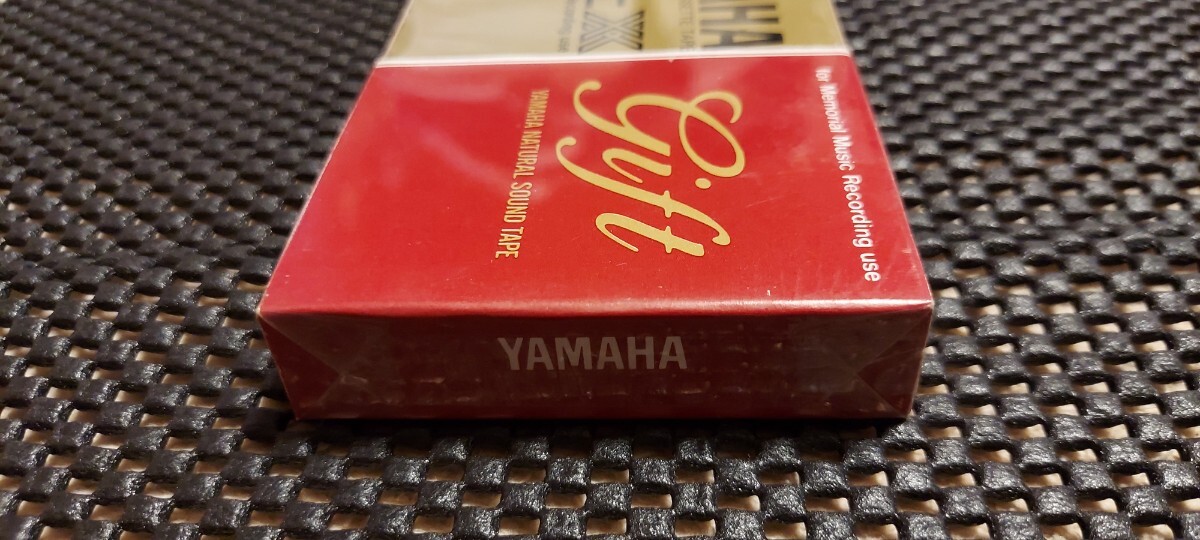 for Memorial Music Recording use
Gift
YAMAHA NATURAL SOUND TAPE
YAMAHA